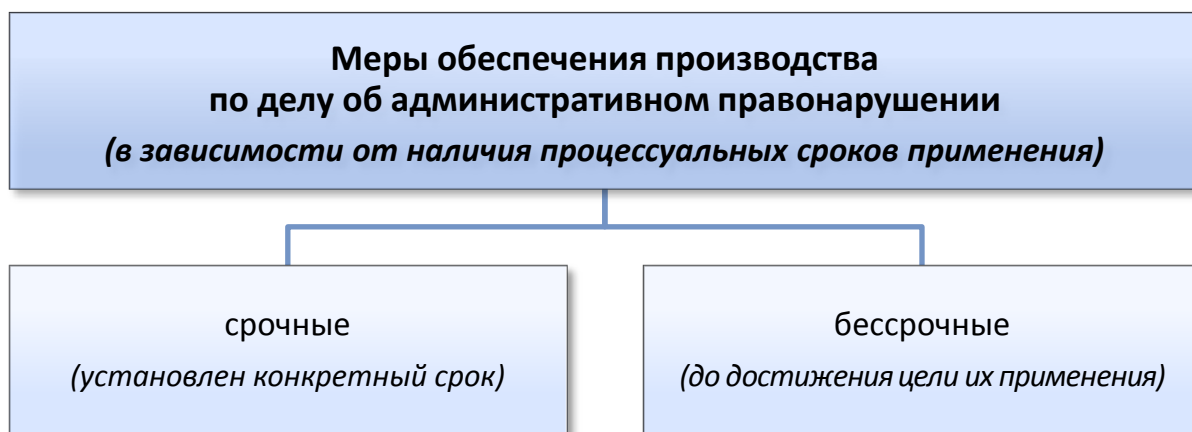 Меры обеспечения производства
по делу об административном правонарушении
(в зависимости от наличия процессуальных сроков применения)
срочные
(установлен конкретный срок)
бессрочные
(до достижения цели их применения)